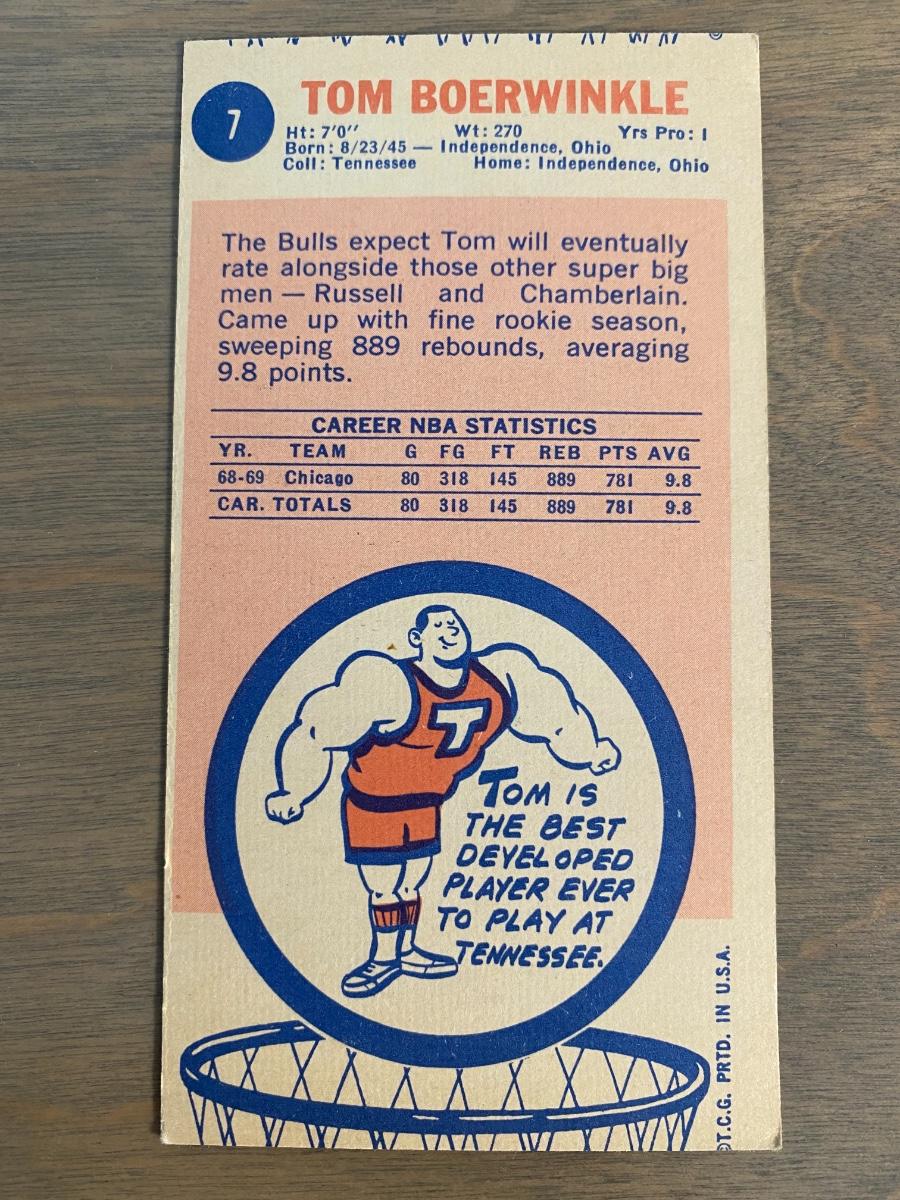 ©
TOM BOERWINKLE
7
Ht: 7'0" Wt: 270 Yrs Pro: 1
Born: 8/23/45 — Independence, Ohio
Coll: Tennessee Home: Independence, Ohio
The Bulls expect Tom will eventually
rate alongside those other super big
men — Russell and Chamberlain.
Came up with fine rookie season,
sweeping 889 rebounds, averaging
9.8 points.
CAREER NBA STATISTICS
YR. TEAM G FG FT REB PTS AVG
68-69 Chicago 80 318 145 889 781 9.8
CAR. TOTALS 80 318 145 889 781 9.8
T
TOM IS
THE BEST
DEVELOPED
PLAYER EVER
TO PLAY AT
TENNESSEE.
©T.C.G. PRTD. IN U.S.A.